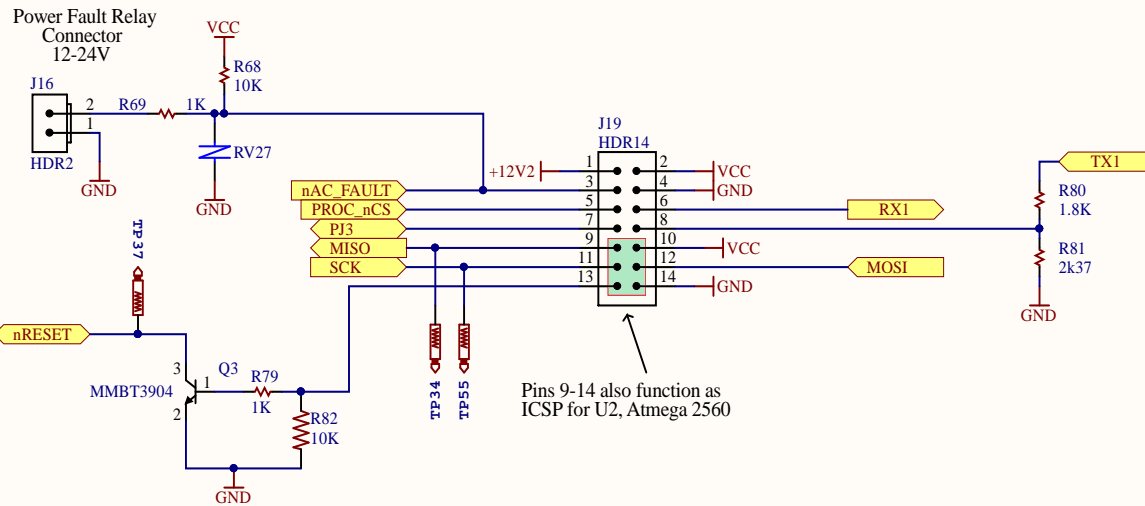 Power Fault Relay
Connector
12-24V
VCC
R68
10K
J16
2
1
R69
1K
HDR2
GND
RV27
GND
J19
HDR14
+12V2
1
2
VCC
nAC_FAULT
3
4
GND
PROC_nCS
5
6
RX1
PJ3
7
8
MISO
9
10
VCC
SCK
11
12
MOSI
13
14
GND
TX1
R80
1.8K
R81
2k37
GND
TP37
nRESET
3
Q3
MMBT3904
1
2
R79
1K
R82
10K
GND
TP34
TP55
Pins 9-14 also function as
ICSP for U2, Atmega 2560